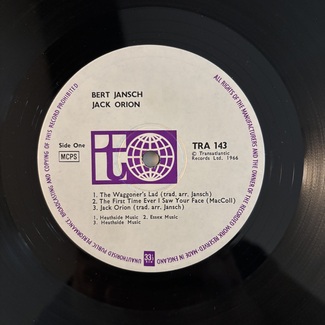 BERT JANSCH
JACK ORION
Side One
MCPS
TRA 143
© Transatlantic
Records Ltd. 1966
1. The Waggoner's Lad (trad. arr. Jansch)
2. The First Time Ever I Saw Your Face (MacColl)
3. Jack Orion (trad. arr. Jansch)
1. Heathside Music 2. Essex Music
3. Heathside Music
ALL RIGHTS OF THE MANUFACTURERS AND THE OWNER OF THE RECORDED WORK RESERVED-MADE IN ENGLAND
33⅓
UNAUTHORISED PUBLIC PERFORMANCE, BROADCASTING AND COPYING OF THIS RECORD PROHIBITED